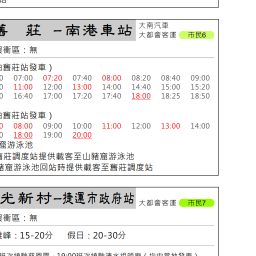 舊 莊 -南港車站
大南汽車
大都會客運 市民6
衝區：無
舊莊發車）
07:00 07:20 07:40 08:00 08:20 08:40 09:00
11:00 12:00 13:00 14:00 14:40 15:00 15:20
16:40 17:00 17:20 17:40 18:00 18:25 18:50
舊莊發車）
08:00 09:00 10:00 11:00 12:00 13:00 14:00
18:00 19:00 20:00
窟游泳池
舊莊調度站提供載客至山豬窟游泳池
豬窟游泳池回站時提供載客至舊莊調度站
光新村-捷運市政府站
大都會客運 市民7
衝區：無
峰：15-20分 假日：20-30分